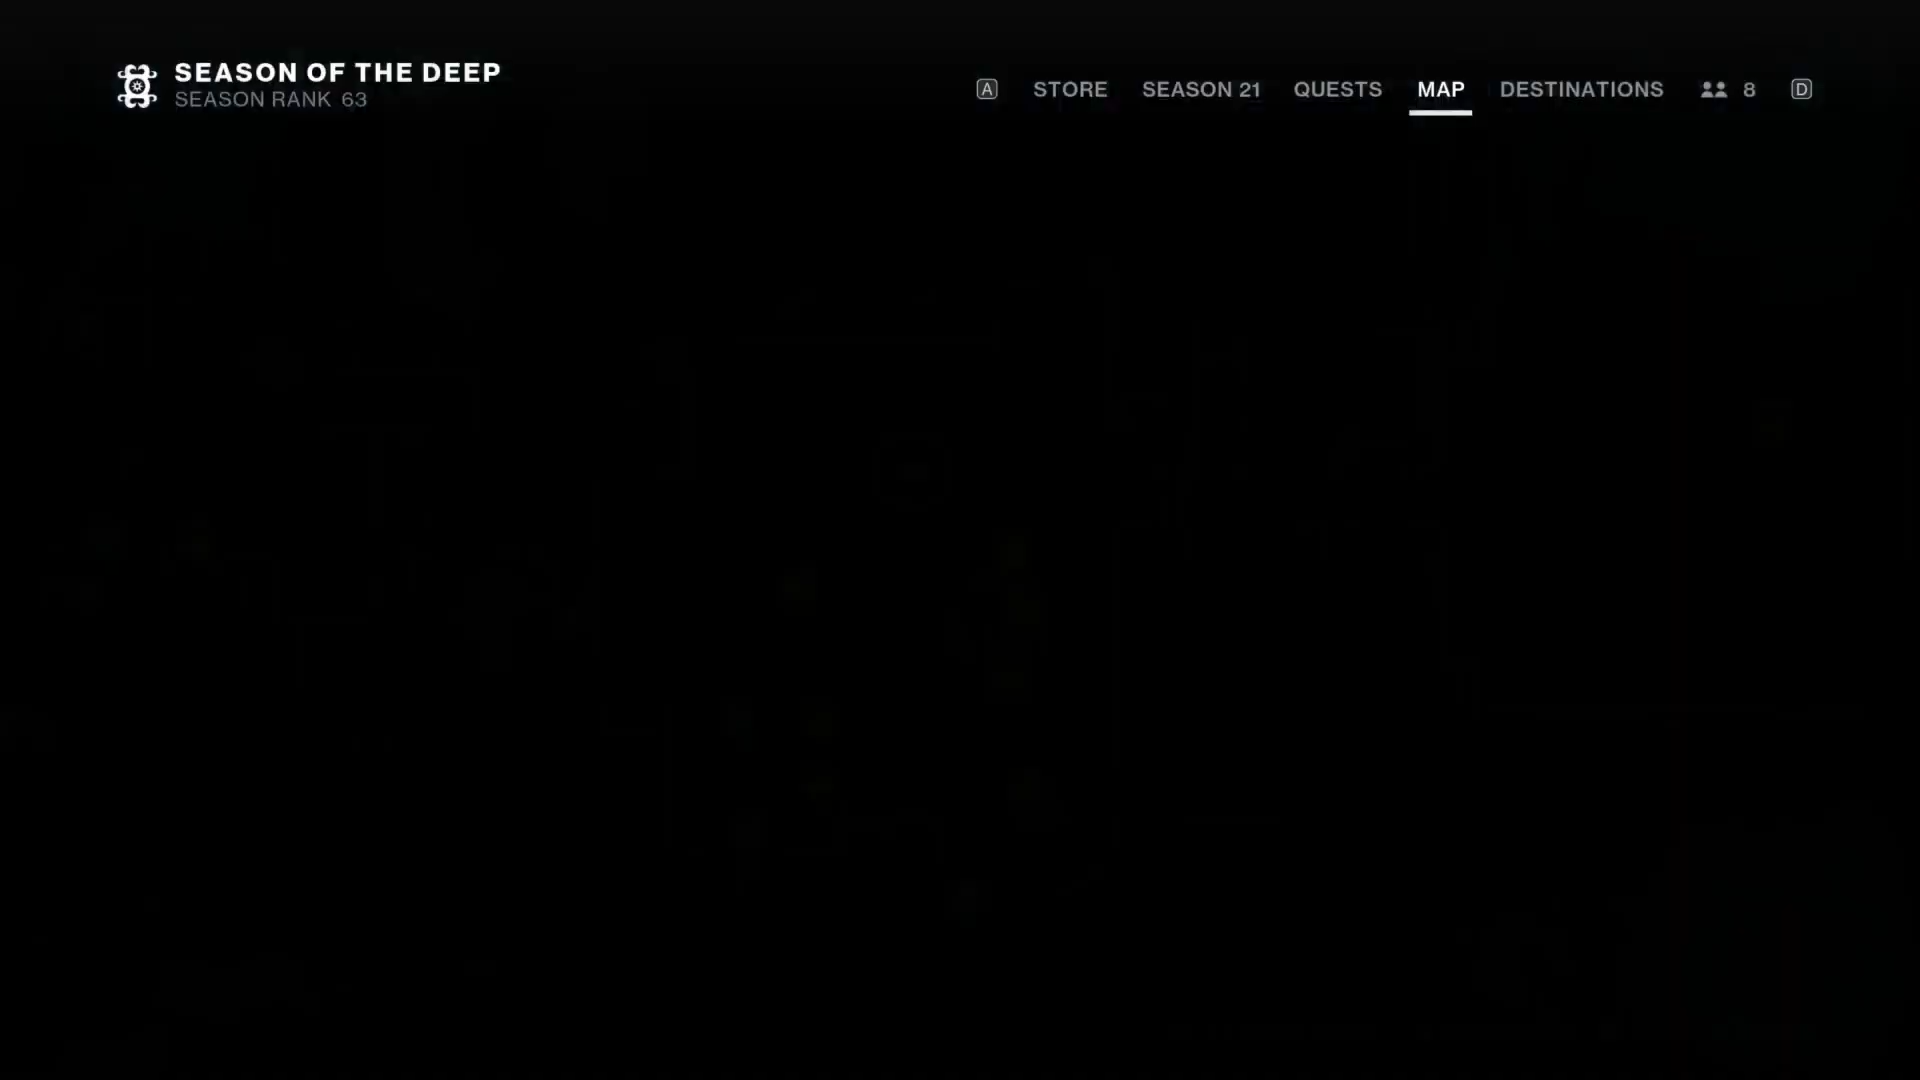 SEASON OF THE DEEP
SEASON RANK 63
A STORE SEASON 21 QUESTS MAP DESTINATIONS 8 D